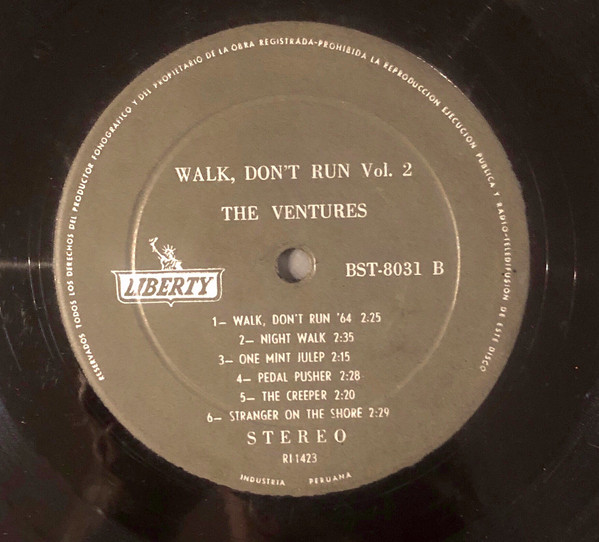 RESERVADOS TODOS LOS DERECHOS DEL PRODUCTOR FONOGRAFICO Y DEL PROPIETARIO DE LA OBRA REGISTRADA-PROHIBIDA LA REPRODUCCION EJECUCION PUBLICA Y RADIO-TELEDIFUSION DE ESTE DISCO
WALK, DON'T RUN Vol. 2
THE VENTURES
LIBERTY
BST-8031 B
1— WALK, DON'T RUN '64 2:25
2— NIGHT WALK 2:35
3— ONE MINT JULEP 2:15
4— PEDAL PUSHER 2:28
5— THE CREEPER 2:20
6— STRANGER ON THE SHORE 2:29
STEREO
RI 1423
INDUSTRIA PERUANA